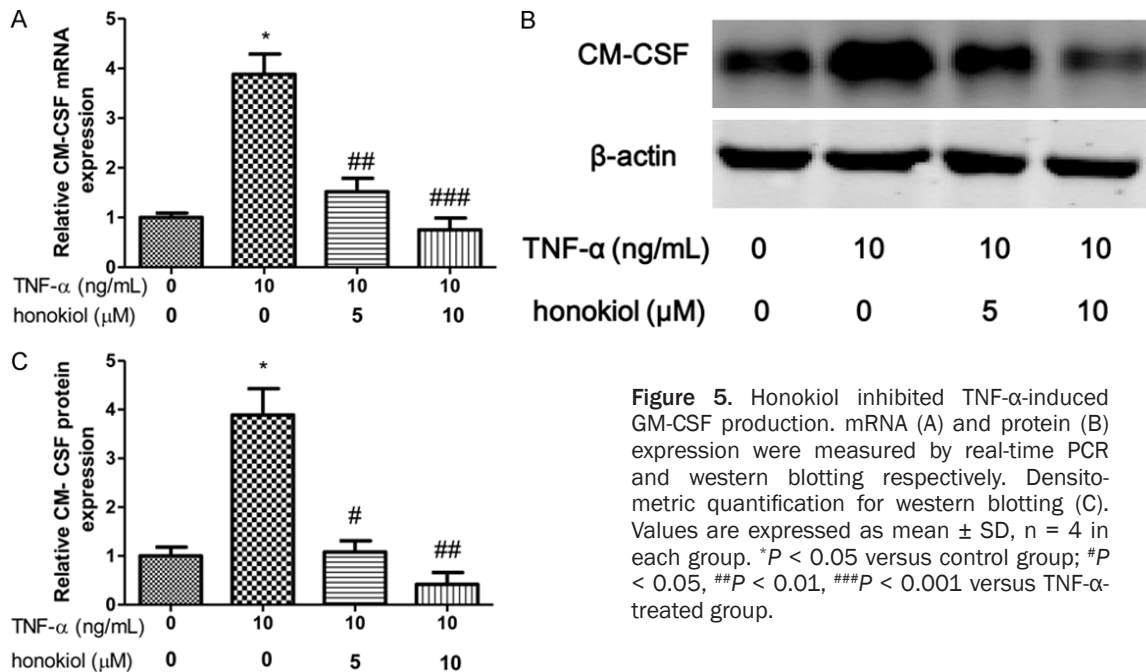 A
Relative CM-CSF mRNA
expression
5
4
3
2
1
0
*
##
###
TNF-α (ng/mL) 0 10 10 10
honokiol (µM) 0 0 5 10
B
CM-CSF
β-actin
TNF-α (ng/mL) 0 10 10 10
honokiol (µM) 0 0 5 10
C
Relative CM- CSF protein
expression
5
4
3
2
1
0
*
#
##
TNF-α (ng/mL) 0 10 10 10
honokiol (µM) 0 0 5 10
Figure 5. Honokiol inhibited TNF-α-induced
GM-CSF production. mRNA (A) and protein (B)
expression were measured by real-time PCR
and western blotting respectively. Densito-
metric quantification for western blotting (C).
Values are expressed as mean ± SD, n = 4 in
each group. *P < 0.05 versus control group; #P
< 0.05, ##P < 0.01, ###P < 0.001 versus TNF-α-
treated group.